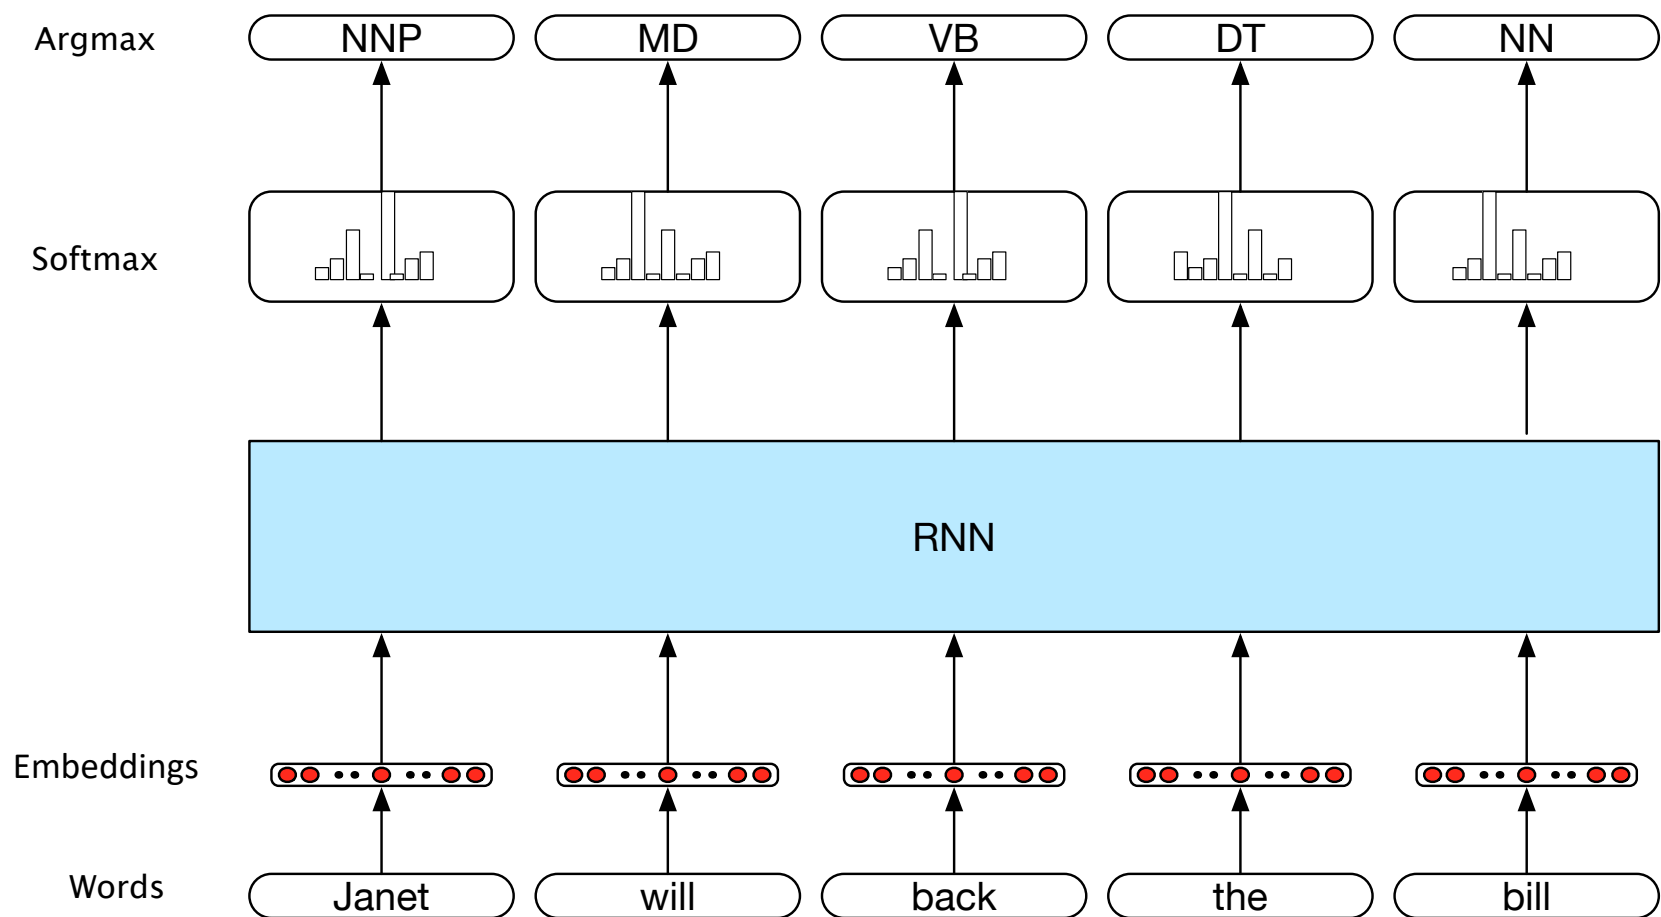 Argmax NNP MD VB DT NN
Softmax
RNN
Embeddings
Words Janet will back the bill